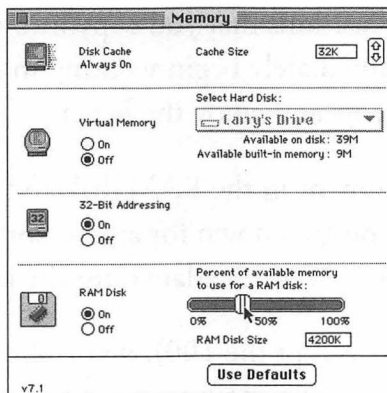 Memory
Disk Cache
Always On
Cache Size
32K
Select Hard Disk:
Larry's Drive
Virtual Memory
On
Off
Available on disk: 39M
Available built-in memory: 9M
32
32-Bit Addressing
On
Off
Percent of available memory
to use for a RAM disk:
RAM Disk
On
Off
0% 50% 100%
RAM Disk Size 4200K
Use Defaults
v7.1